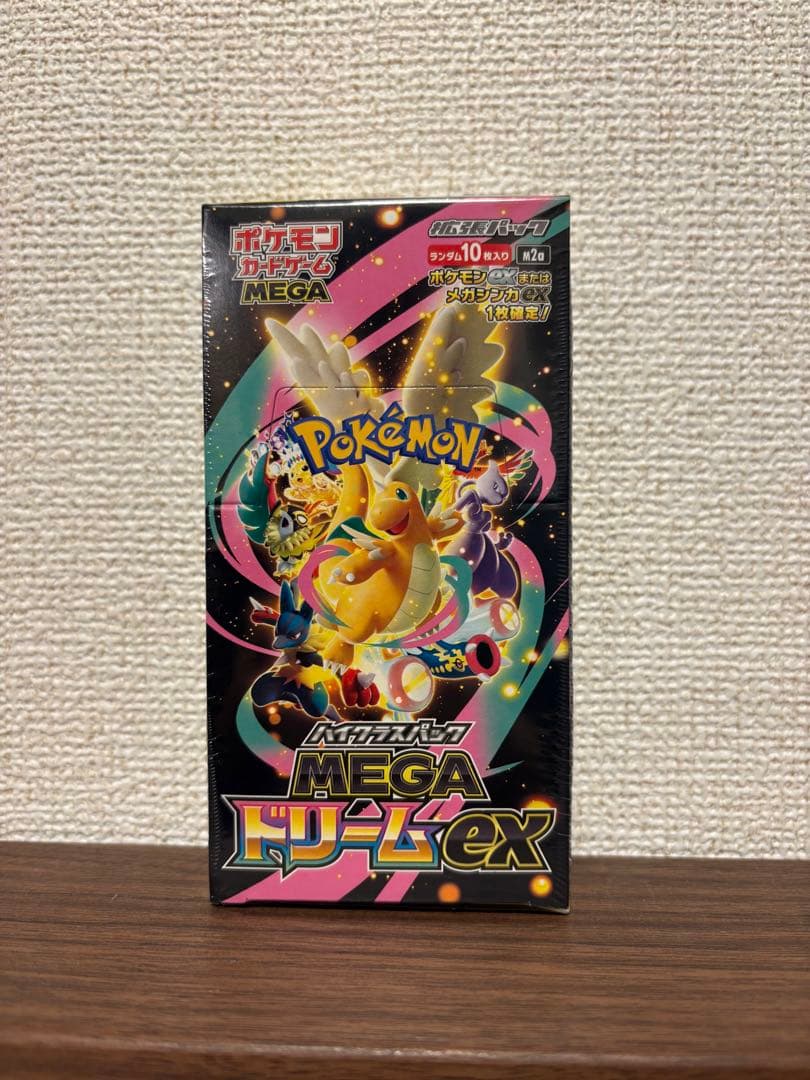 ポケモン
カードゲーム
MEGA
拡張パック
ランダム10枚入り M2a
ポケモンexまたは
メガシンカex
1枚確定!
POKéMON
ハイクラスパック
MEGA
ドリームex